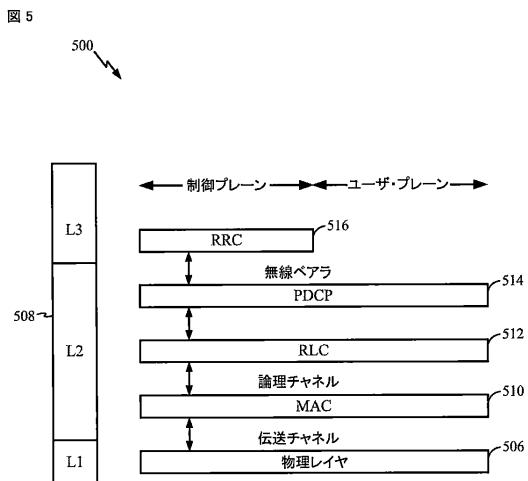 図 5
500
制御プレーン
ユーザ・プレーン
L3
RRC
516
無線ベアラ
PDCP
514
508
L2
RLC
512
論理チャネル
MAC
510
伝送チャネル
L1
物理レイヤ
506